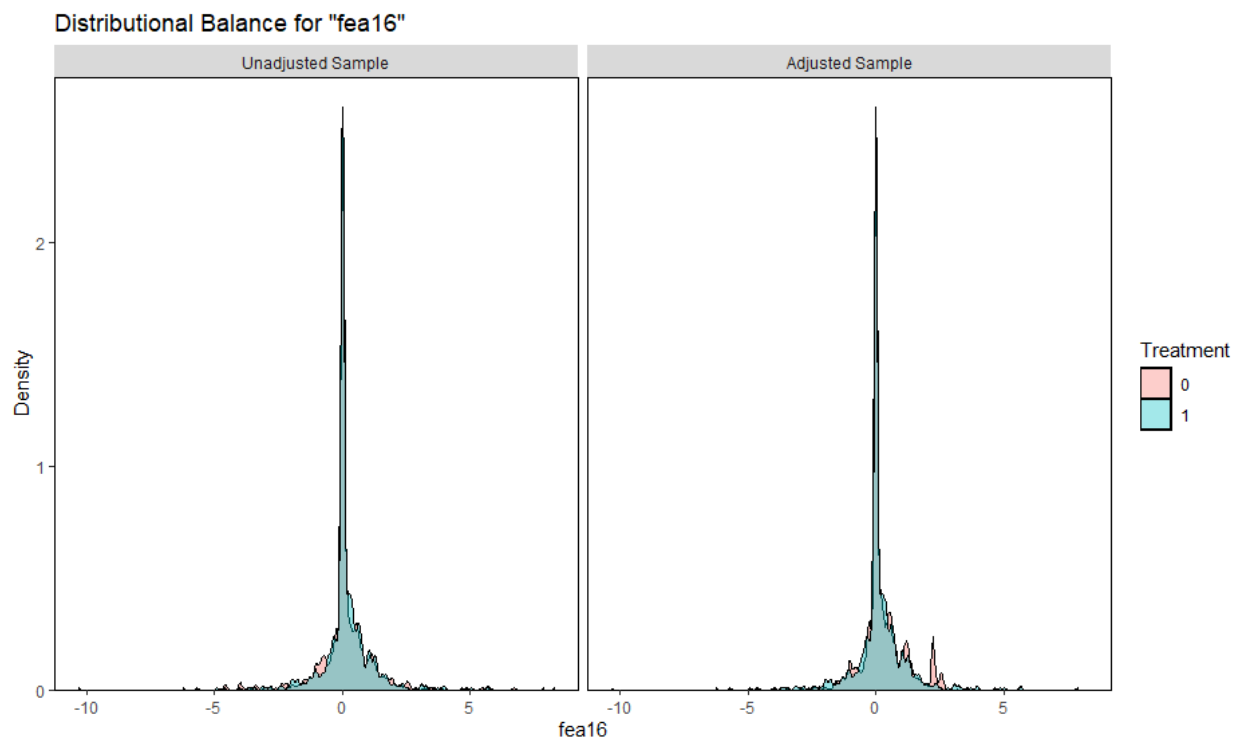 Distributional Balance for "fea16"
Unadjusted Sample
Adjusted Sample
Density
2
1
0
-10
-5
0
5
-10
-5
0
5
fea16
Treatment
0
1